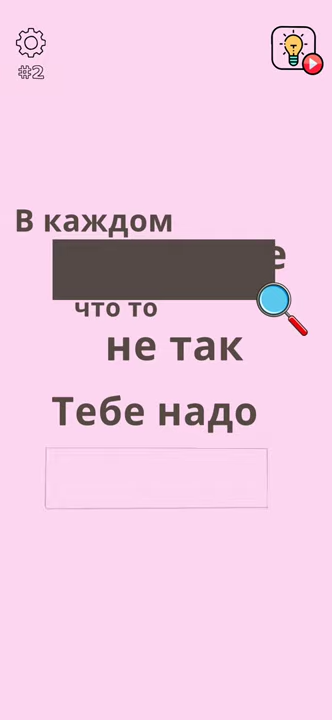 #2
В каждом
что то
не так
Тебе надо